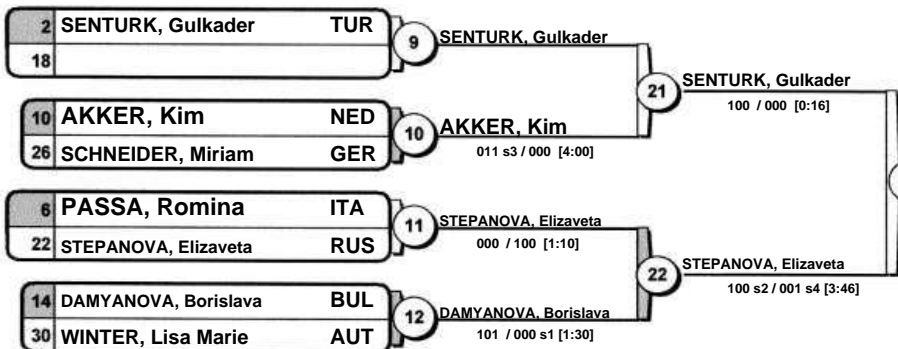 2 SENTURK, Gulkader TUR
18
9
SENTURK, Gulkader
10 AKKER, Kim NED
26 SCHNEIDER, Miriam GER
10
AKKER, Kim
011 s3 / 000 [4:00]
21
SENTURK, Gulkader
100 / 000 [0:16]
6 PASSA, Romina ITA
22 STEPANOVA, Elizaveta RUS
11
STEPANOVA, Elizaveta
000 / 100 [1:10]
14 DAMYANOVA, Borislava BUL
30 WINTER, Lisa Marie AUT
12
DAMYANOVA, Borislava
101 / 000 s1 [1:30]
22
STEPANOVA, Elizaveta
100 s2 / 001 s4 [3:46]